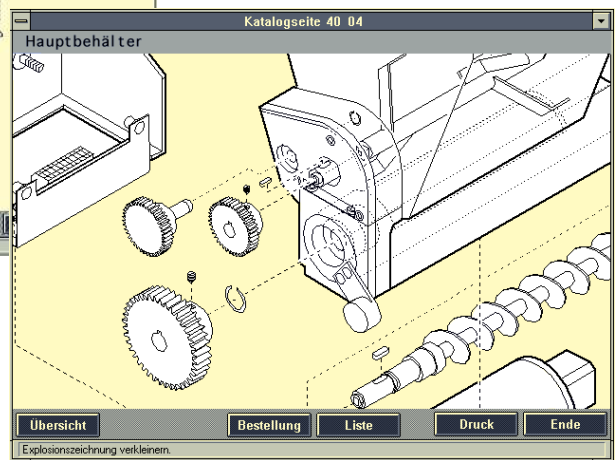 Katalogseite 40 04
Hauptbehälter
Übersicht
Bestellung
Liste
Druck
Ende
Explosionszeichnung verkleinern.